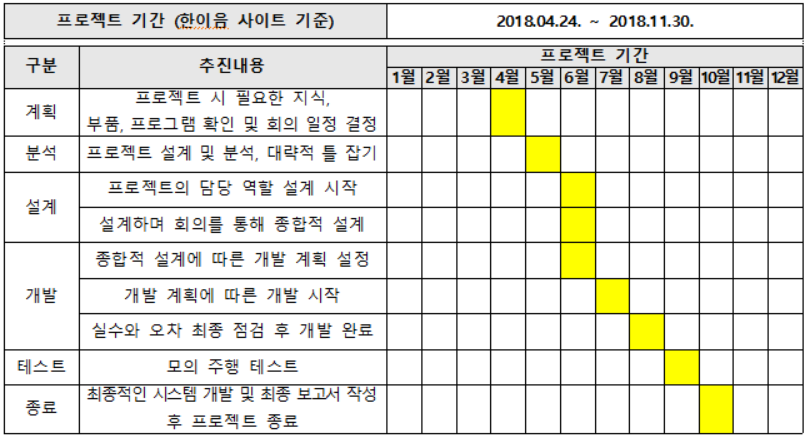 프로젝트 기간 (한이음 사이트 기준) 2018.04.24. ~ 2018.11.30.
구분 추진내용 프로젝트 기간
1월 2월 3월 4월 5월 6월 7월 8월 9월 10월 11월 12월
계획 프로젝트 시 필요한 지식,
부품, 프로그램 확인 및 회의 일정 결정
분석 프로젝트 설계 및 분석, 대략적 틀 잡기
설계 프로젝트의 담당 역할 설계 시작
설계하며 회의를 통해 종합적 설계
개발 종합적 설계에 따른 개발 계획 설정
개발 계획에 따른 개발 시작
실수와 오차 최종 점검 후 개발 완료
테스트 모의 주행 테스트
종료 최종적인 시스템 개발 및 최종 보고서 작성
후 프로젝트 종료